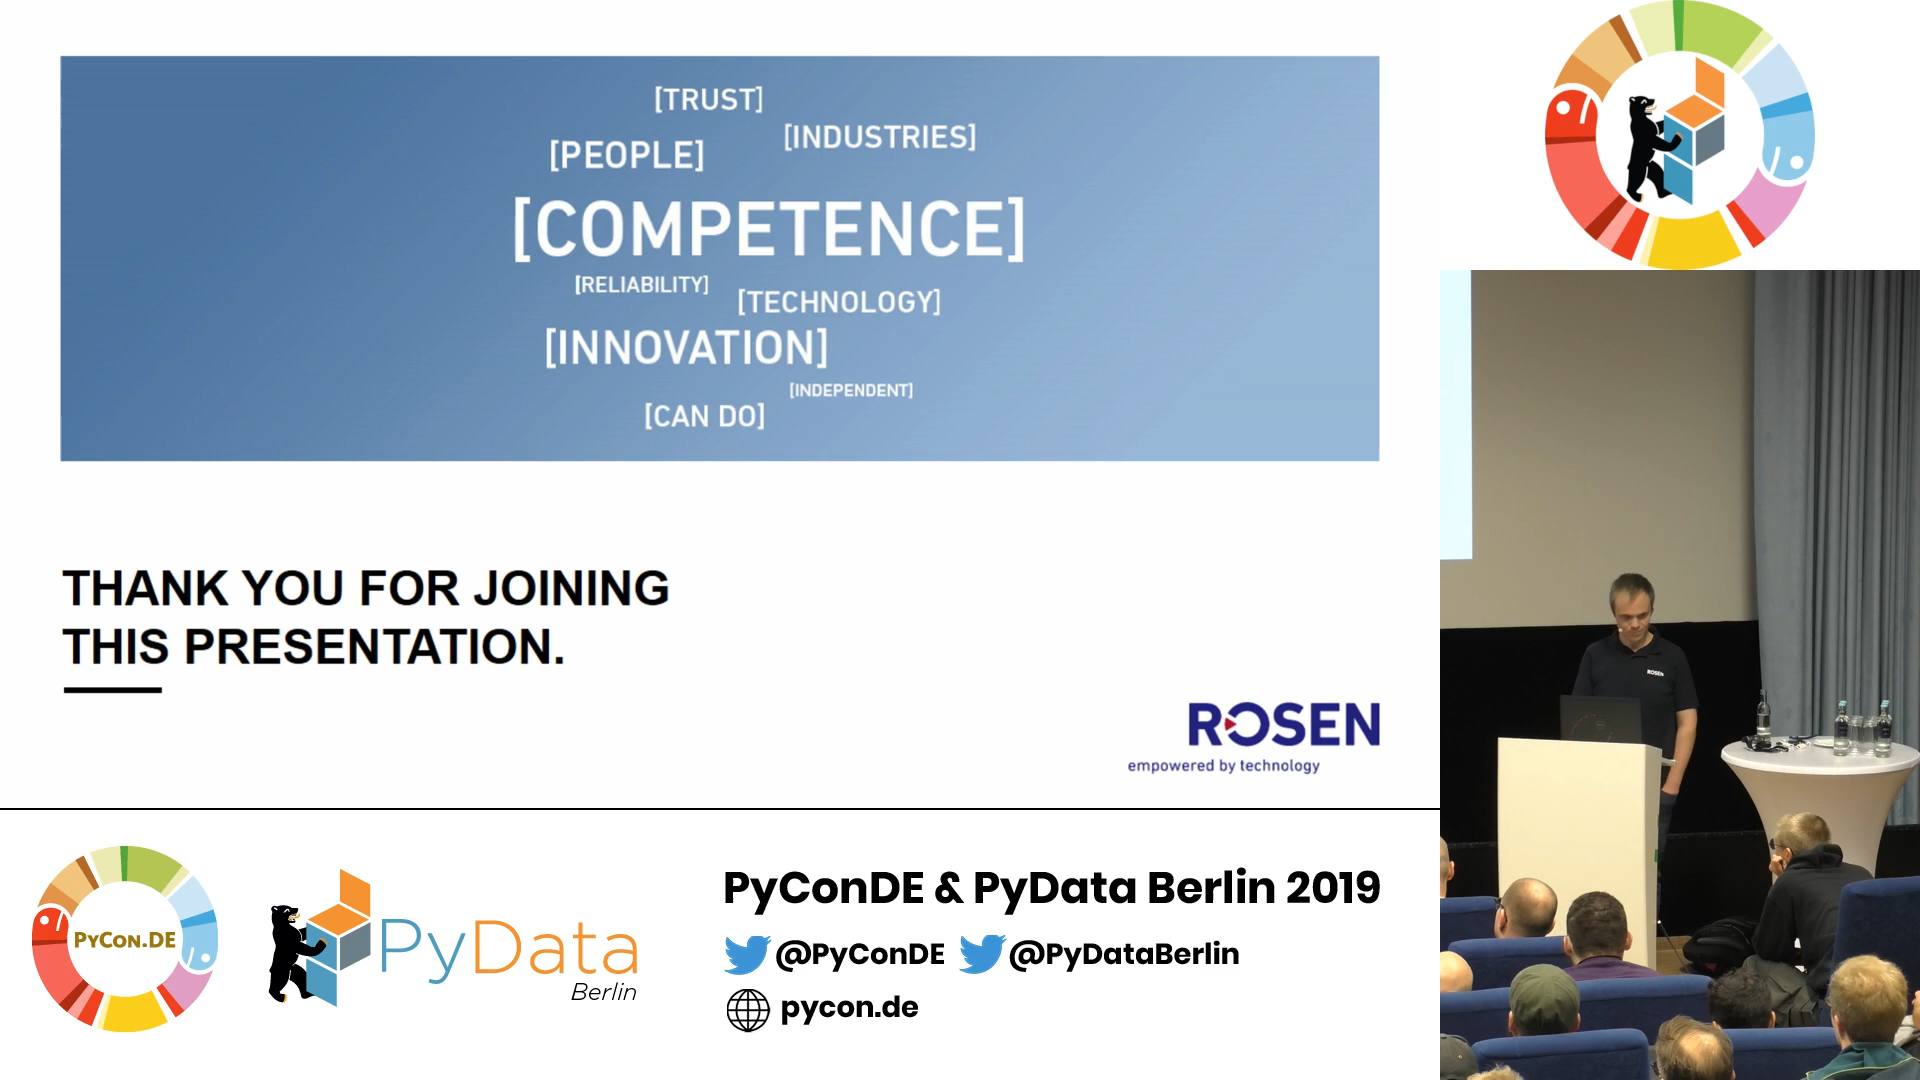 [TRUST]
[INDUSTRIES]
[PEOPLE]
[COMPETENCE]
[RELIABILITY]
[TECHNOLOGY]
[INNOVATION]
[INDEPENDENT]
[CAN DO]
THANK YOU FOR JOINING
THIS PRESENTATION.
ROSEN
empowered by technology
ROSEN
PYCON.DE
PyData
Berlin
PyConDE & PyData Berlin 2019
@PyConDE @PyDataBerlin
pycon.de